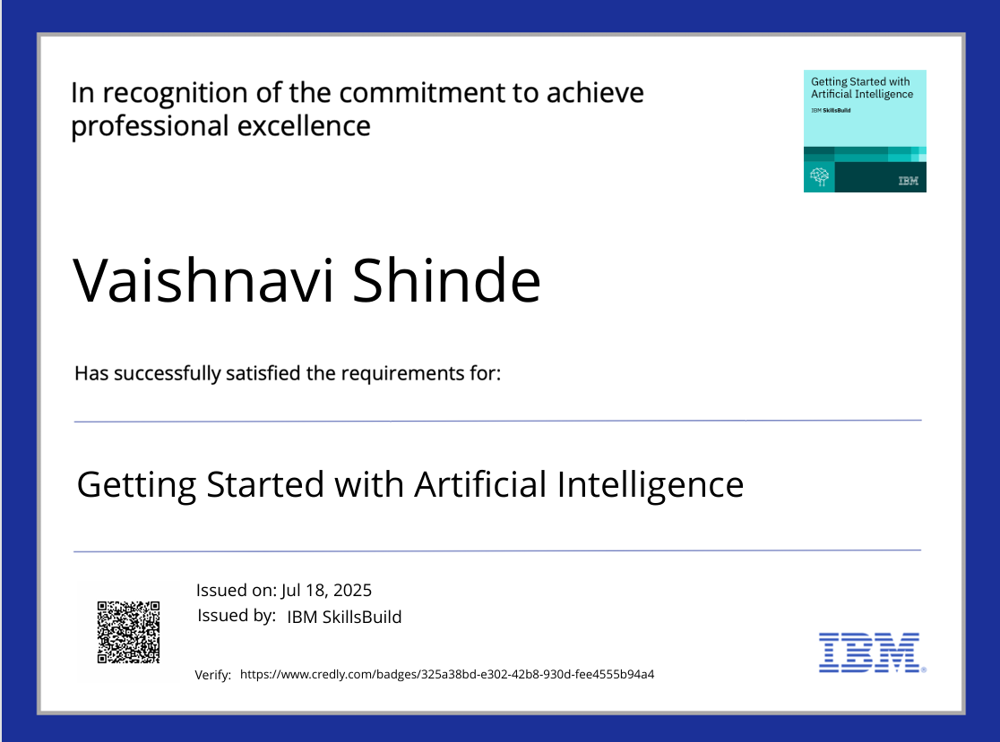 In recognition of the commitment to achieve
professional excellence
Getting Started with
Artificial Intelligence
IBM SkillsBuild
IBM
Vaishnavi Shinde
Has successfully satisfied the requirements for:
Getting Started with Artificial Intelligence
Issued on: Jul 18, 2025
Issued by: IBM SkillsBuild
Verify: https://www.credly.com/badges/325a38bd-e302-42b8-930d-fee4555b94a4
IBM®